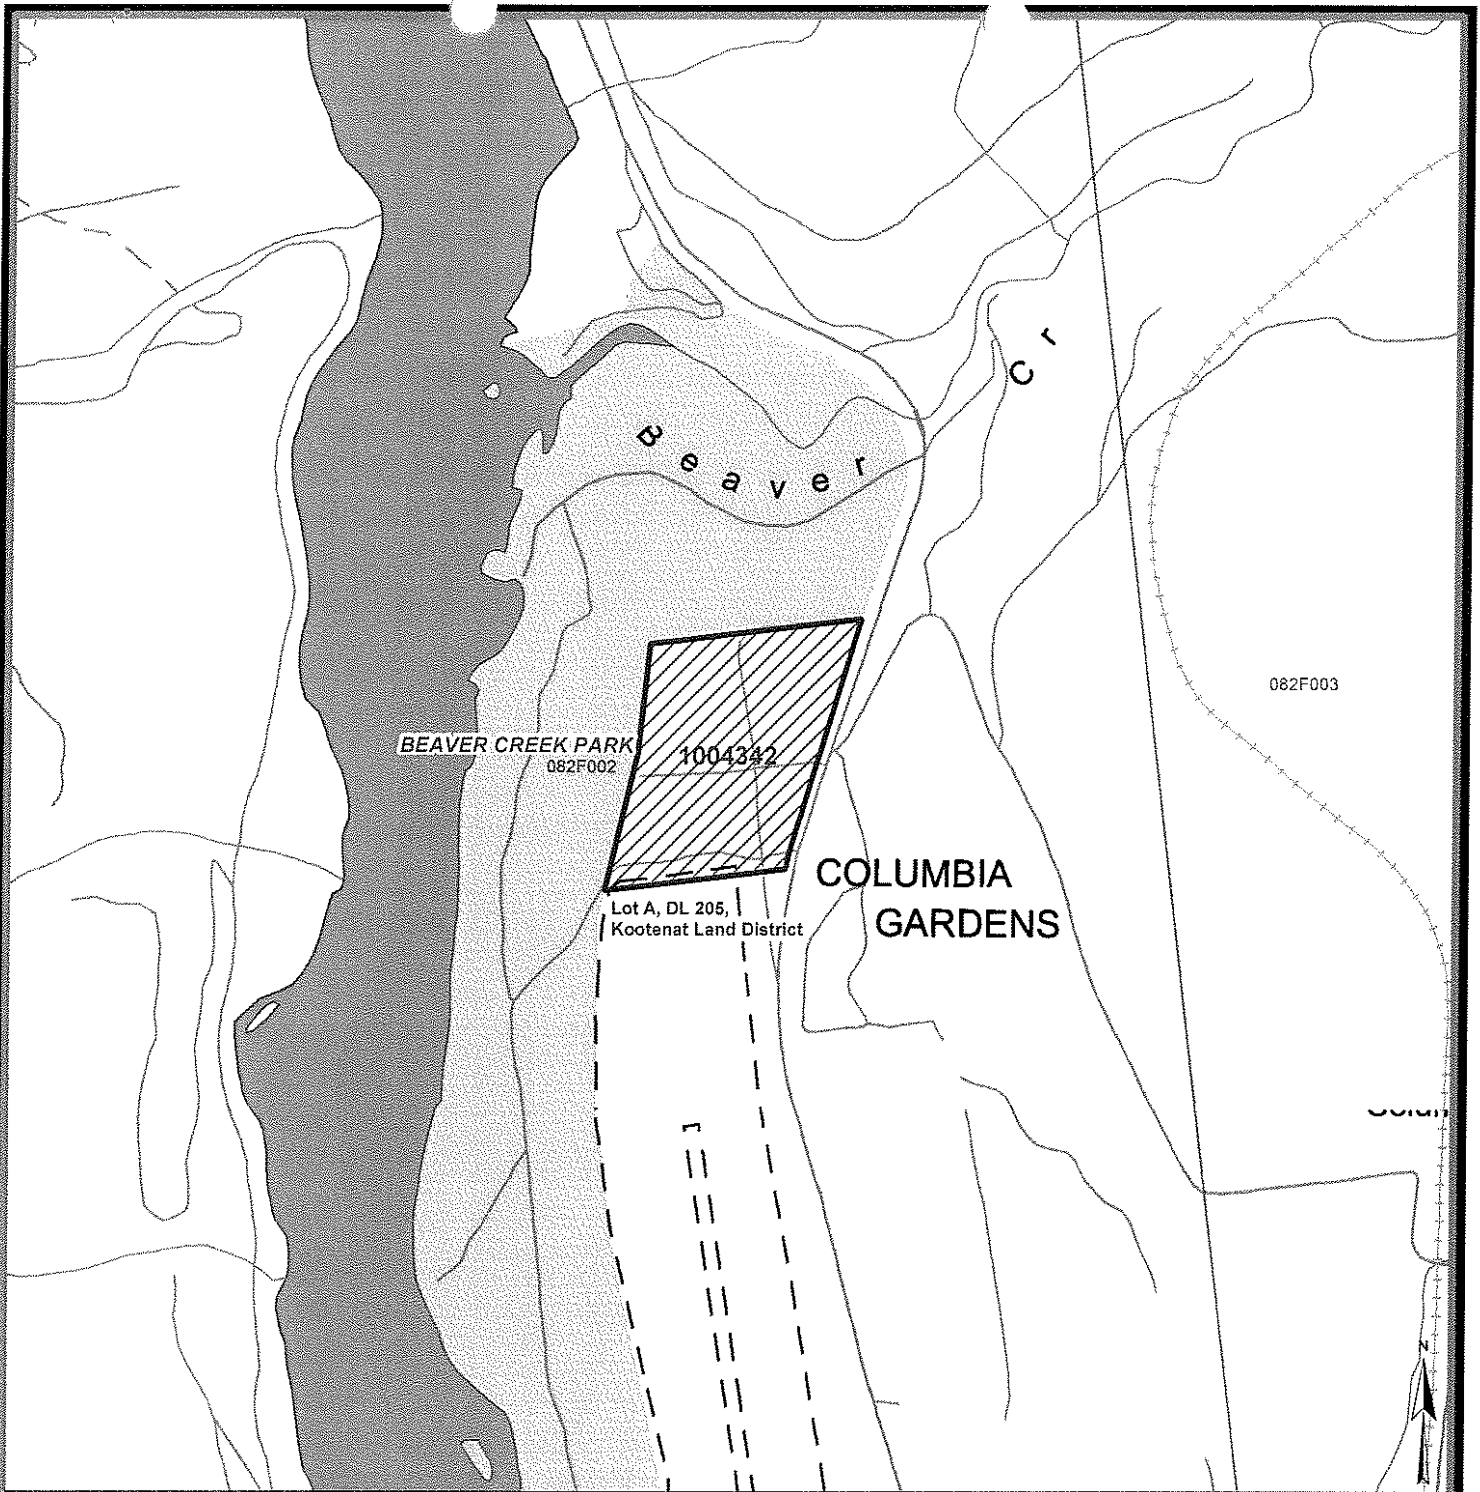 Cr
Beaver
082F003
BEAVER CREEK PARK
082F002
1004342
COLUMBIA
GARDENS
Lot A, DL 205,
Kootenat Land District
N